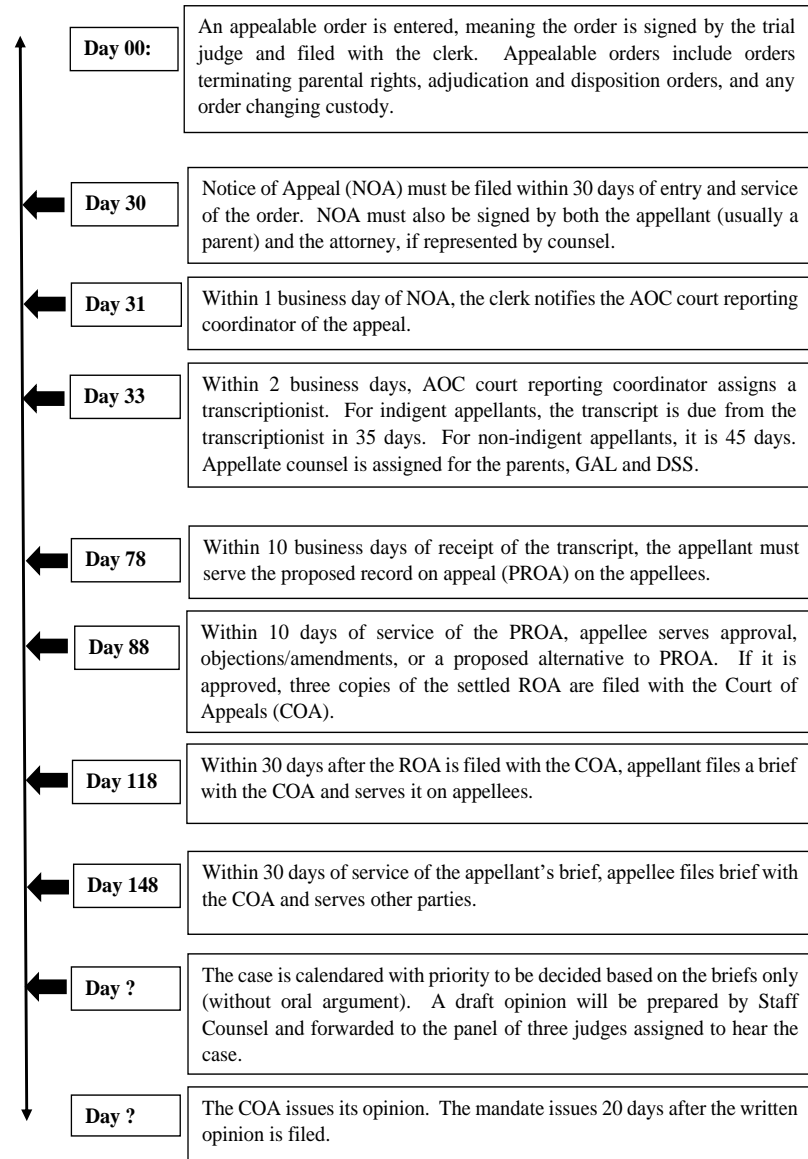 Day 00:
An appealable order is entered, meaning the order is signed by the trial
judge and filed with the clerk. Appealable orders include orders
terminating parental rights, adjudication and disposition orders, and any
order changing custody.
Day 30
Notice of Appeal (NOA) must be filed within 30 days of entry and service
of the order. NOA must also be signed by both the appellant (usually a
parent) and the attorney, if represented by counsel.
Day 31
Within 1 business day of NOA, the clerk notifies the AOC court reporting
coordinator of the appeal.
Day 33
Within 2 business days, AOC court reporting coordinator assigns a
transcriptionist. For indigent appellants, the transcript is due from the
transcriptionist in 35 days. For non-indigent appellants, it is 45 days.
Appellate counsel is assigned for the parents, GAL and DSS.
Day 78
Within 10 business days of receipt of the transcript, the appellant must
serve the proposed record on appeal (PROA) on the appellees.
Day 88
Within 10 days of service of the PROA, appellee serves approval,
objections/amendments, or a proposed alternative to PROA. If it is
approved, three copies of the settled ROA are filed with the Court of
Appeals (COA).
Day 118
Within 30 days after the ROA is filed with the COA, appellant files a brief
with the COA and serves it on appellees.
Day 148
Within 30 days of service of the appellant's brief, appellee files brief with
the COA and serves other parties.
Day ?
The case is calendared with priority to be decided based on the briefs only
(without oral argument). A draft opinion will be prepared by Staff
Counsel and forwarded to the panel of three judges assigned to hear the
case.
Day ?
The COA issues its opinion. The mandate issues 20 days after the written
opinion is filed.